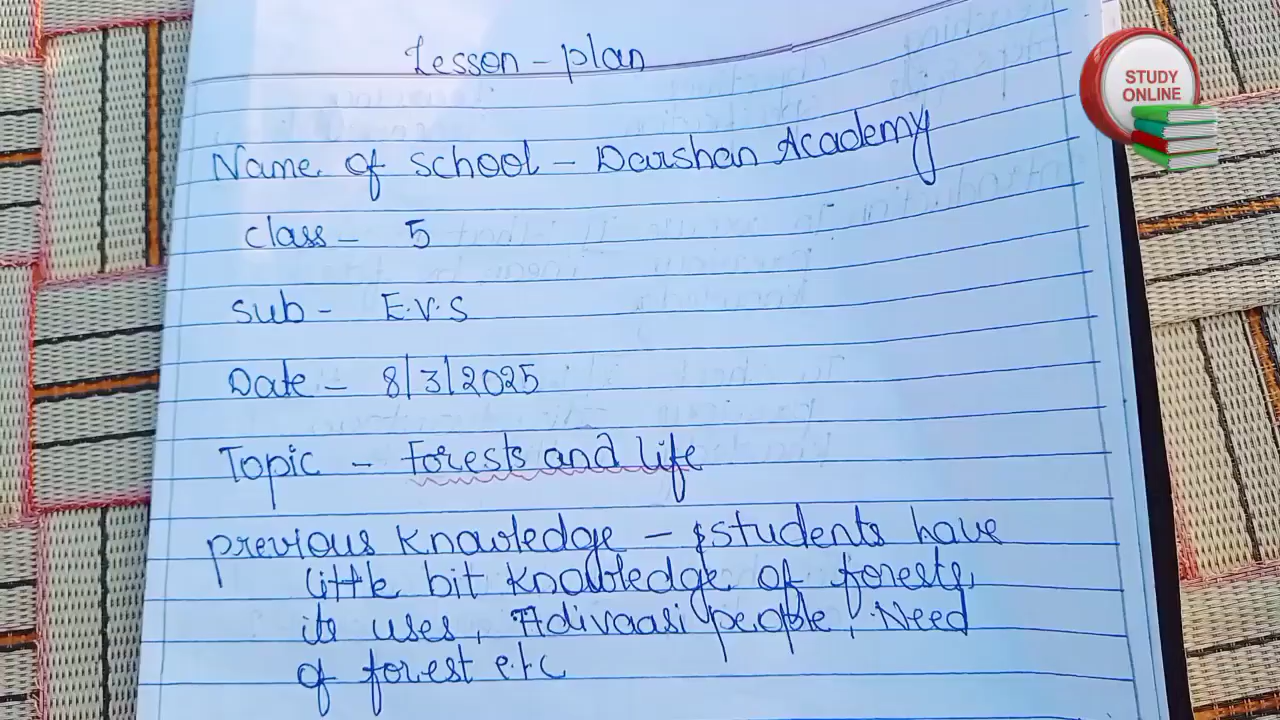 Lesson - plan
STUDY
ONLINE
Name of school - Darshan Academy
class - 5
Sub - E.V.S
Date - 8/3/2025
Topic - Forests and life
previous knowledge - students have
little bit knowledge of forests,
its uses, Adivaasi people, Need
of forest etc